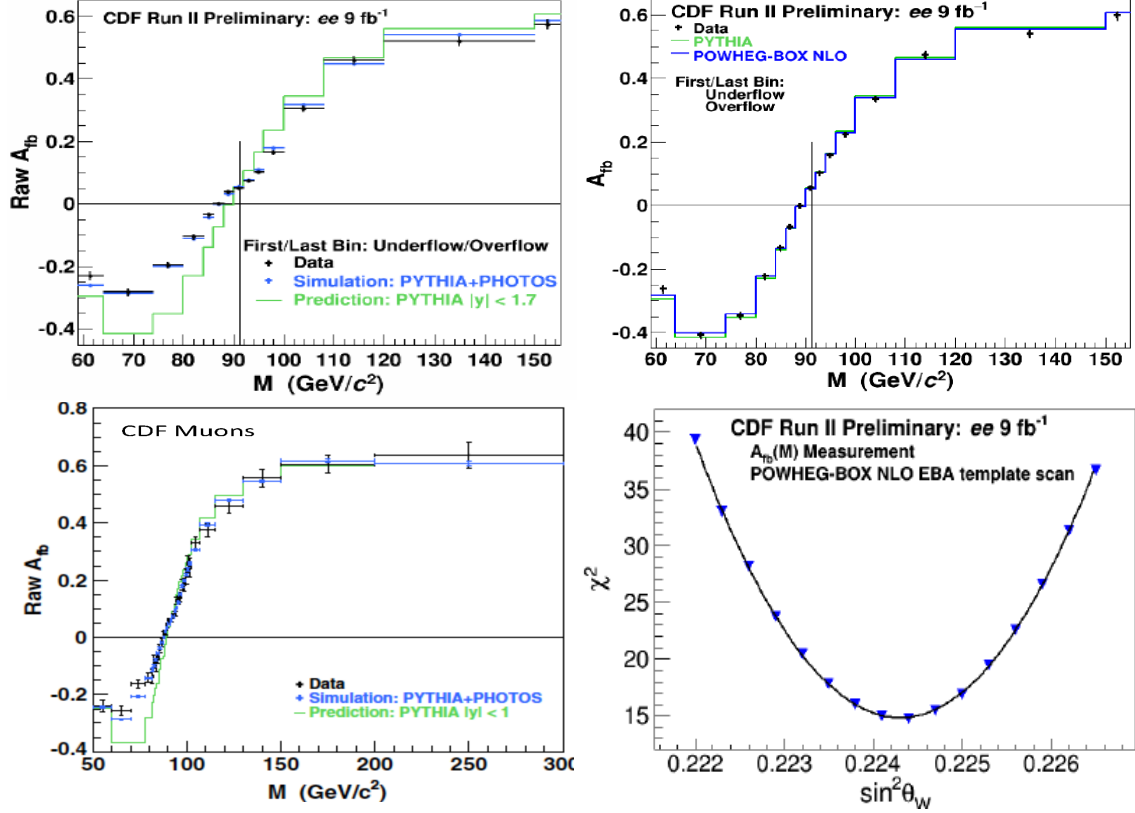 CDF Run II Preliminary: ee 9 fb⁻¹
0.6
0.4
0.2
0
-0.2
-0.4
Raw A_fb
First/Last Bin: Underflow/Overflow
Data
Simulation: PYTHIA+PHOTOS
Prediction: PYTHIA |y| < 1.7
60 70 80 90 100 110 120 130 140 150
M (GeV/c²)
CDF Run II Preliminary: ee 9 fb⁻¹
Data
PYTHIA
POWHEG-BOX NLO
First/Last Bin:
Underflow
Overflow
0.6
0.4
0.2
0
-0.2
-0.4
A_fb
60 70 80 90 100 110 120 130 140 150
M (GeV/c²)
CDF Muons
0.8
0.6
0.4
0.2
0
-0.2
-0.4
Raw A_fb
Data
Simulation: PYTHIA+PHOTOS
Prediction: PYTHIA |y| < 1
50 100 150 200 250 300
M (GeV/c²)
CDF Run II Preliminary: ee 9 fb⁻¹
A_fb(M) Measurement
POWHEG-BOX NLO EBA template scan
40
35
30
25
20
15
χ²
0.222 0.223 0.224 0.225 0.226
sin²θ_W